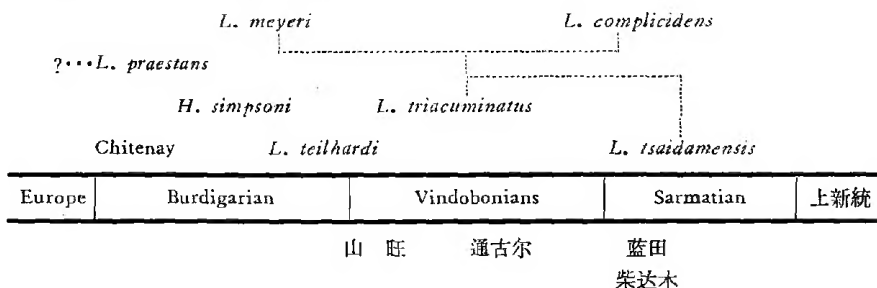 L. meyeri L. complicidens
?···L. praestans
H. simpsoni L. triacuminatus
Chitenay L. teilhardi L. tsaidamensis
Europe Burdigarian Vindobonians Sarmatian 上新統
山旺 通古尔 蓝田
柴达木